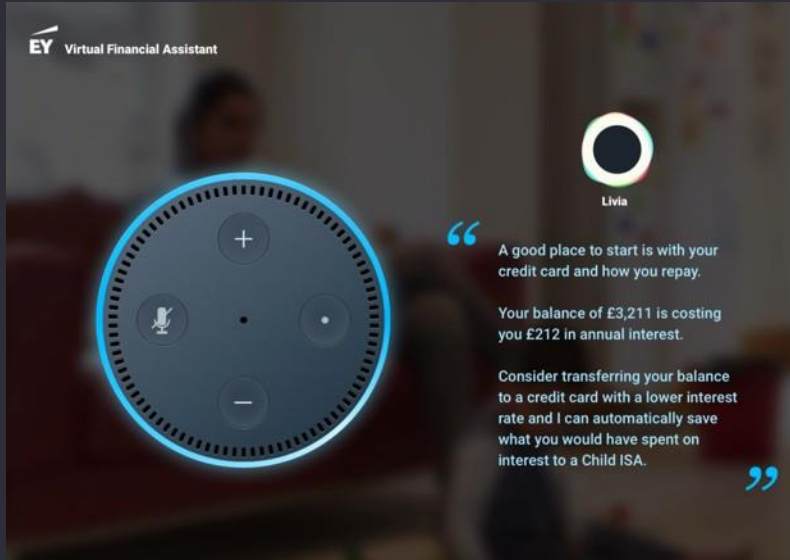 EY Virtual Financial Assistant
Livia
“
A good place to start is with your
credit card and how you repay.
Your balance of £3,211 is costing
you £212 in annual interest.
Consider transferring your balance
to a credit card with a lower interest
rate and I can automatically save
what you would have spent on
interest to a Child ISA.
”